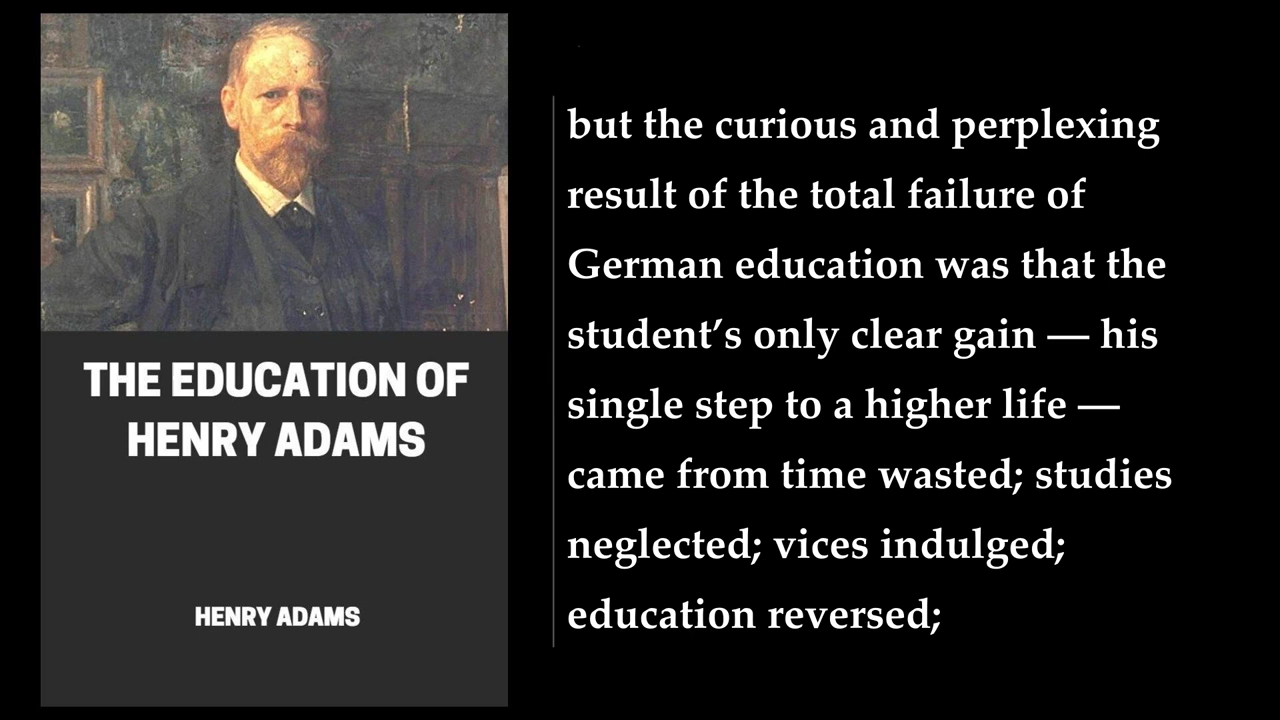 THE EDUCATION OF
HENRY ADAMS
HENRY ADAMS
but the curious and perplexing
result of the total failure of
German education was that the
student’s only clear gain — his
single step to a higher life —
came from time wasted; studies
neglected; vices indulged;
education reversed;